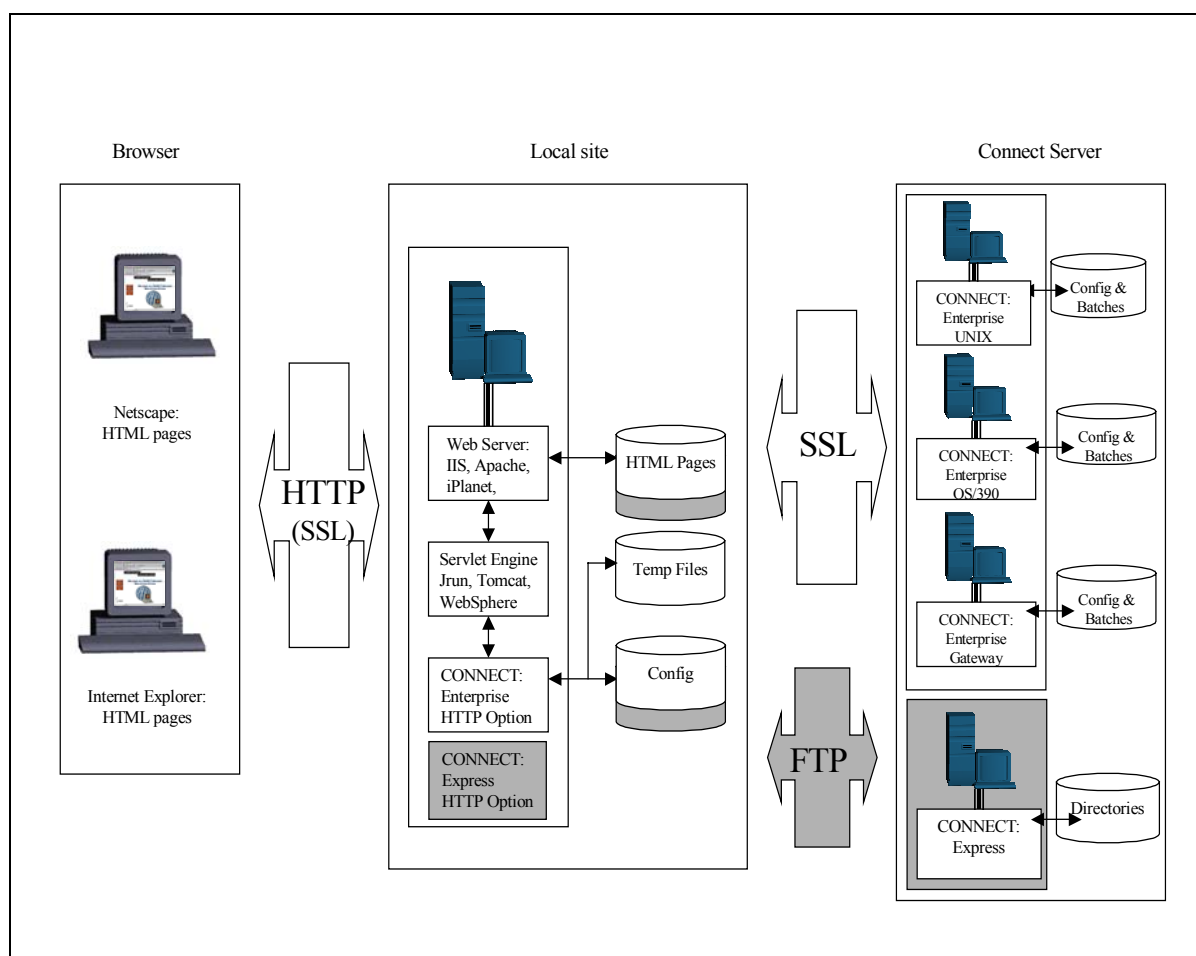 Browser
Netscape:
HTML pages
Internet Explorer:
HTML pages
HTTP
(SSL)
Local site
Web Server:
IIS, Apache,
iPlanet,
HTML Pages
Servlet Engine
Jrun, Tomcat,
WebSphere
Temp Files
CONNECT:
Enterprise
HTTP Option
Config
CONNECT:
Express
HTTP Option
SSL
FTP
Connect Server
CONNECT:
Enterprise
UNIX
Config &
Batches
CONNECT:
Enterprise
OS/390
Config &
Batches
CONNECT:
Enterprise
Gateway
Config &
Batches
CONNECT:
Express
Directories